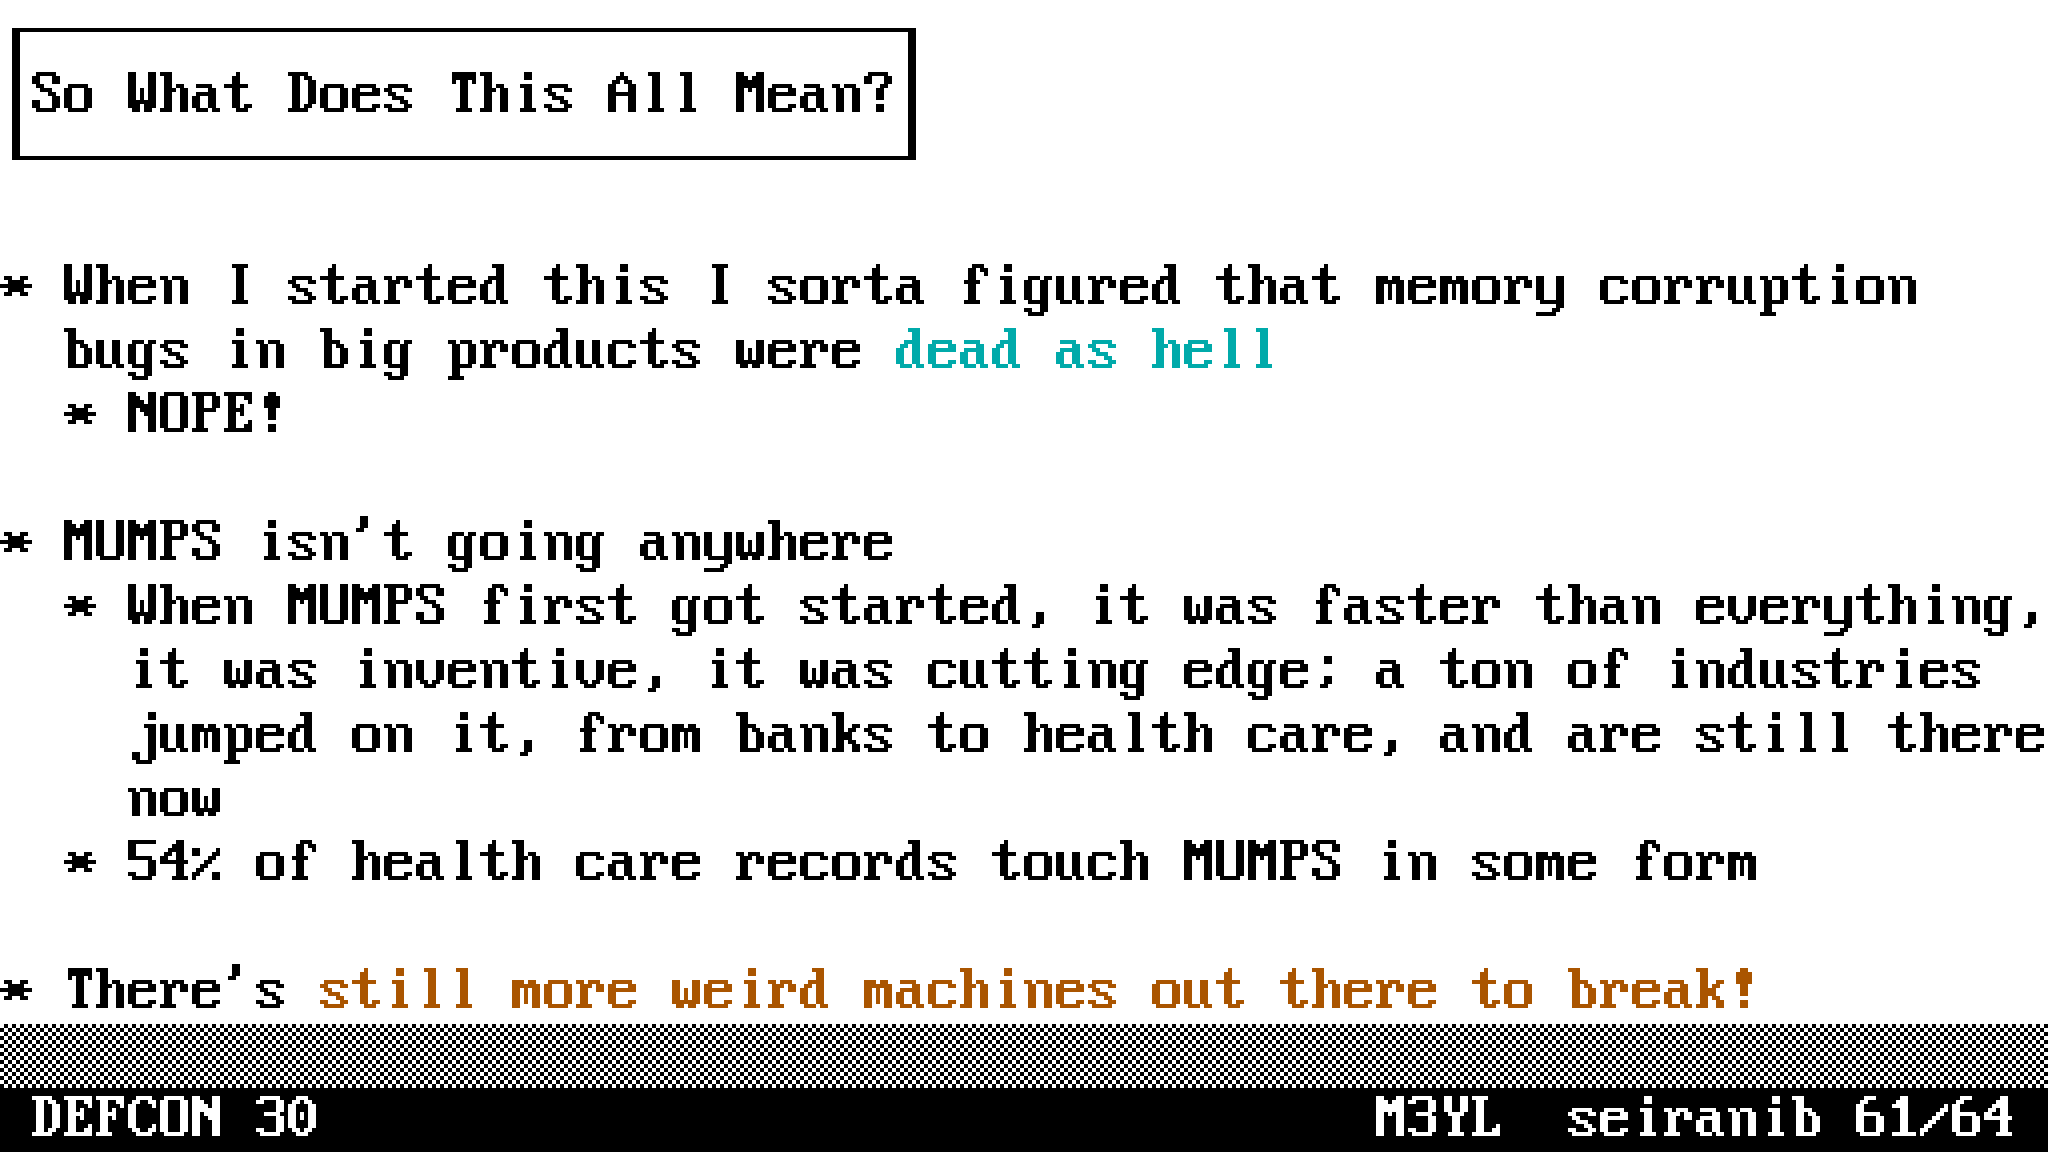 So What Does This All Mean?
* When I started this I sorta figured that memory corruption
bugs in big products were dead as hell
* NOPE!
* MUMPS isn't going anywhere
* When MUMPS first got started, it was faster than everything,
it was inventive, it was cutting edge; a ton of industries
jumped on it, from banks to health care, and are still there
now
* 54% of health care records touch MUMPS in some form
* There's still more weird machines out there to break!
DEFCON 30 M3YL seiranib 61/64